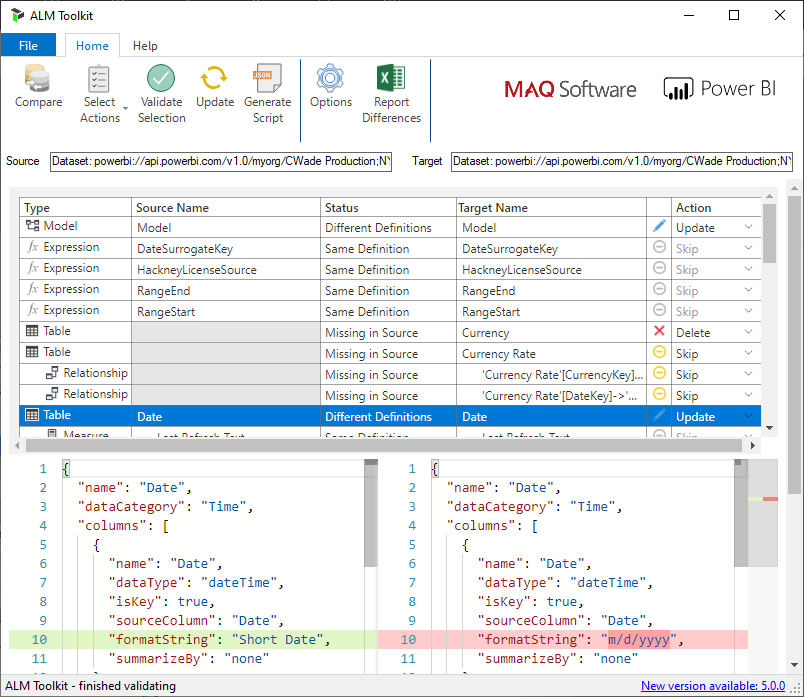 ALM Toolkit
File Home Help
Compare Select Actions Validate Selection Update Generate Script Options Report Differences
JSON
MAQ Software Power BI
Source Dataset: powerbi://api.powerbi.com/v1.0/myorg/CWade Production;NY Target Dataset: powerbi://api.powerbi.com/v1.0/myorg/CWade Production;NY
Type Source Name Status Target Name Action
Model Model Different Definitions Model Update
fx Expression DateSurrogateKey Same Definition DateSurrogateKey Skip
fx Expression HackneyLicenseSource Same Definition HackneyLicenseSource Skip
fx Expression RangeEnd Same Definition RangeEnd Skip
fx Expression RangeStart Same Definition RangeStart Skip
Table Missing in Source Currency Delete
Table Missing in Source Currency Rate Skip
Relationship Missing in Source 'Currency Rate'[CurrencyKey]... Skip
Relationship Missing in Source 'Currency Rate'[DateKey]->'... Skip
Table Date Different Definitions Date Update
Measure Last Refresh Text Same Definition Last Refresh Text Skip
1 { 1 {
2 "name": "Date", 2 "name": "Date",
3 "dataCategory": "Time", 3 "dataCategory": "Time",
4 "columns": [ 4 "columns": [
5 { 5 {
6 "name": "Date", 6 "name": "Date",
7 "dataType": "dateTime", 7 "dataType": "dateTime",
8 "isKey": true, 8 "isKey": true,
9 "sourceColumn": "Date", 9 "sourceColumn": "Date",
10 "formatString": "Short Date", 10 "formatString": "m/d/yyyy",
11 "summarizeBy": "none" 11 "summarizeBy": "none"
ALM Toolkit - finished validating New version available: 5.0.0